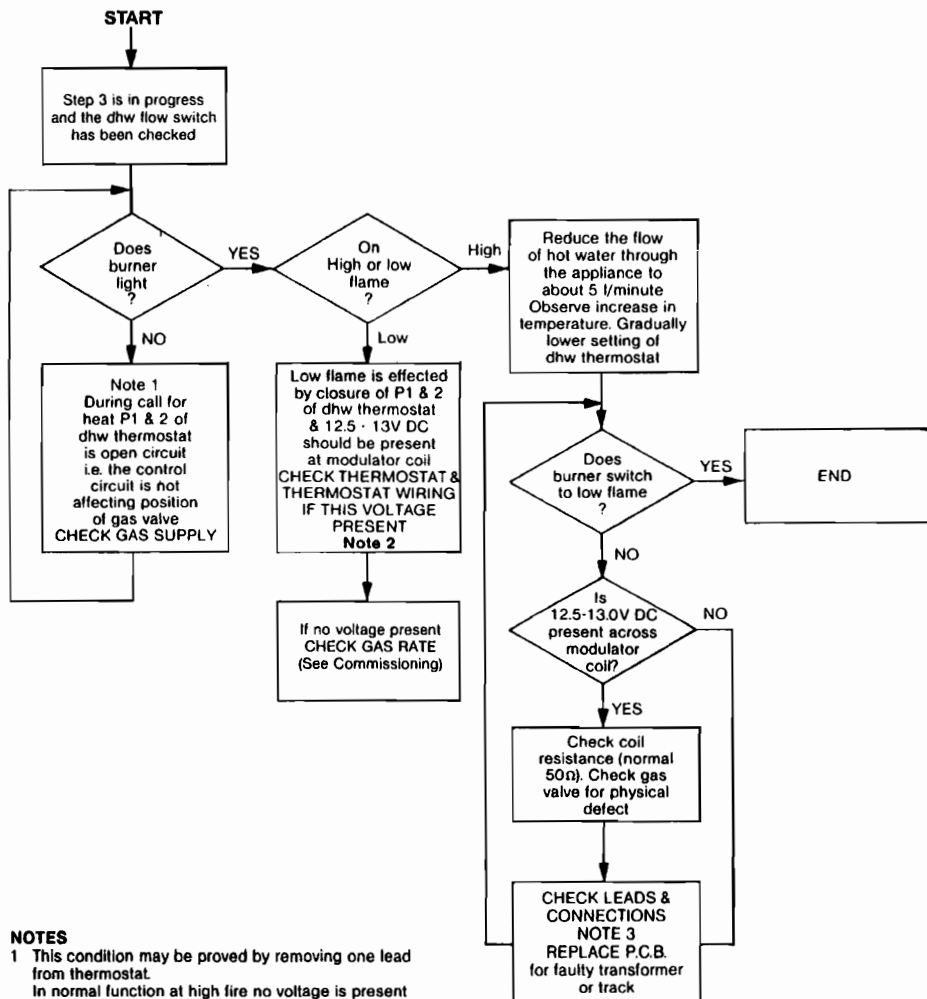 START
Step 3 is in progress
and the dhw flow switch
has been checked
Does
burner
light
?
YES
NO
Note 1
During call for
heat P1 & 2 of
dhw thermostat
is open circuit
i.e. the control
circuit is not
affecting position
of gas valve
CHECK GAS SUPPLY
On
High or low
flame
?
High
Low
Low flame is effected
by closure of P1 & 2
of dhw thermostat
& 12.5 - 13V DC
should be present
at modulator coil
CHECK THERMOSTAT &
THERMOSTAT WIRING
IF THIS VOLTAGE
PRESENT
Note 2
If no voltage present
CHECK GAS RATE
(See Commissioning)
Reduce the flow
of hot water through
the appliance to
about 5 l/minute
Observe increase in
temperature. Gradually
lower setting of
dhw thermostat
Does
burner switch
to low flame
?
YES
END
NO
Is
12.5-13.0V DC
present across
modulator
coil?
NO
YES
Check coil
resistance (normal
50Ω). Check gas
valve for physical
defect
CHECK LEADS &
CONNECTIONS
NOTE 3
REPLACE P.C.B.
for faulty transformer
or track
NOTES
1 This condition may be proved by removing one lead
from thermostat.
In normal function at high fire no voltage is present